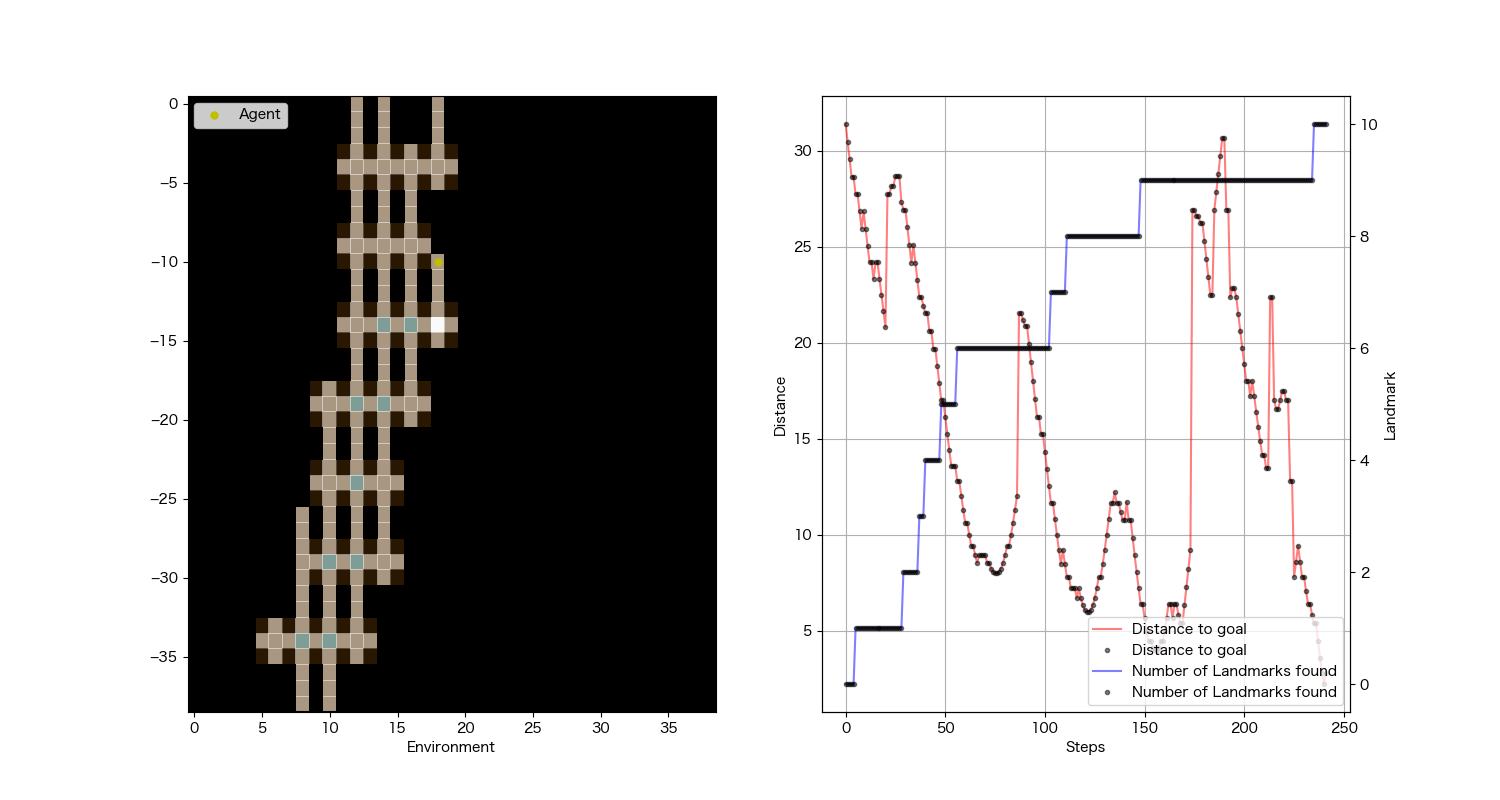 Agent
0
−5
−10
−15
−20
−25
−30
−35
0 5 10 15 20 25 30 35
Environment
Distance
30
25
20
15
10
5
0 50 100 150 200 250
Steps
10
8
6
4
2
0
Landmark
Distance to goal
Distance to goal
Number of Landmarks found
Number of Landmarks found